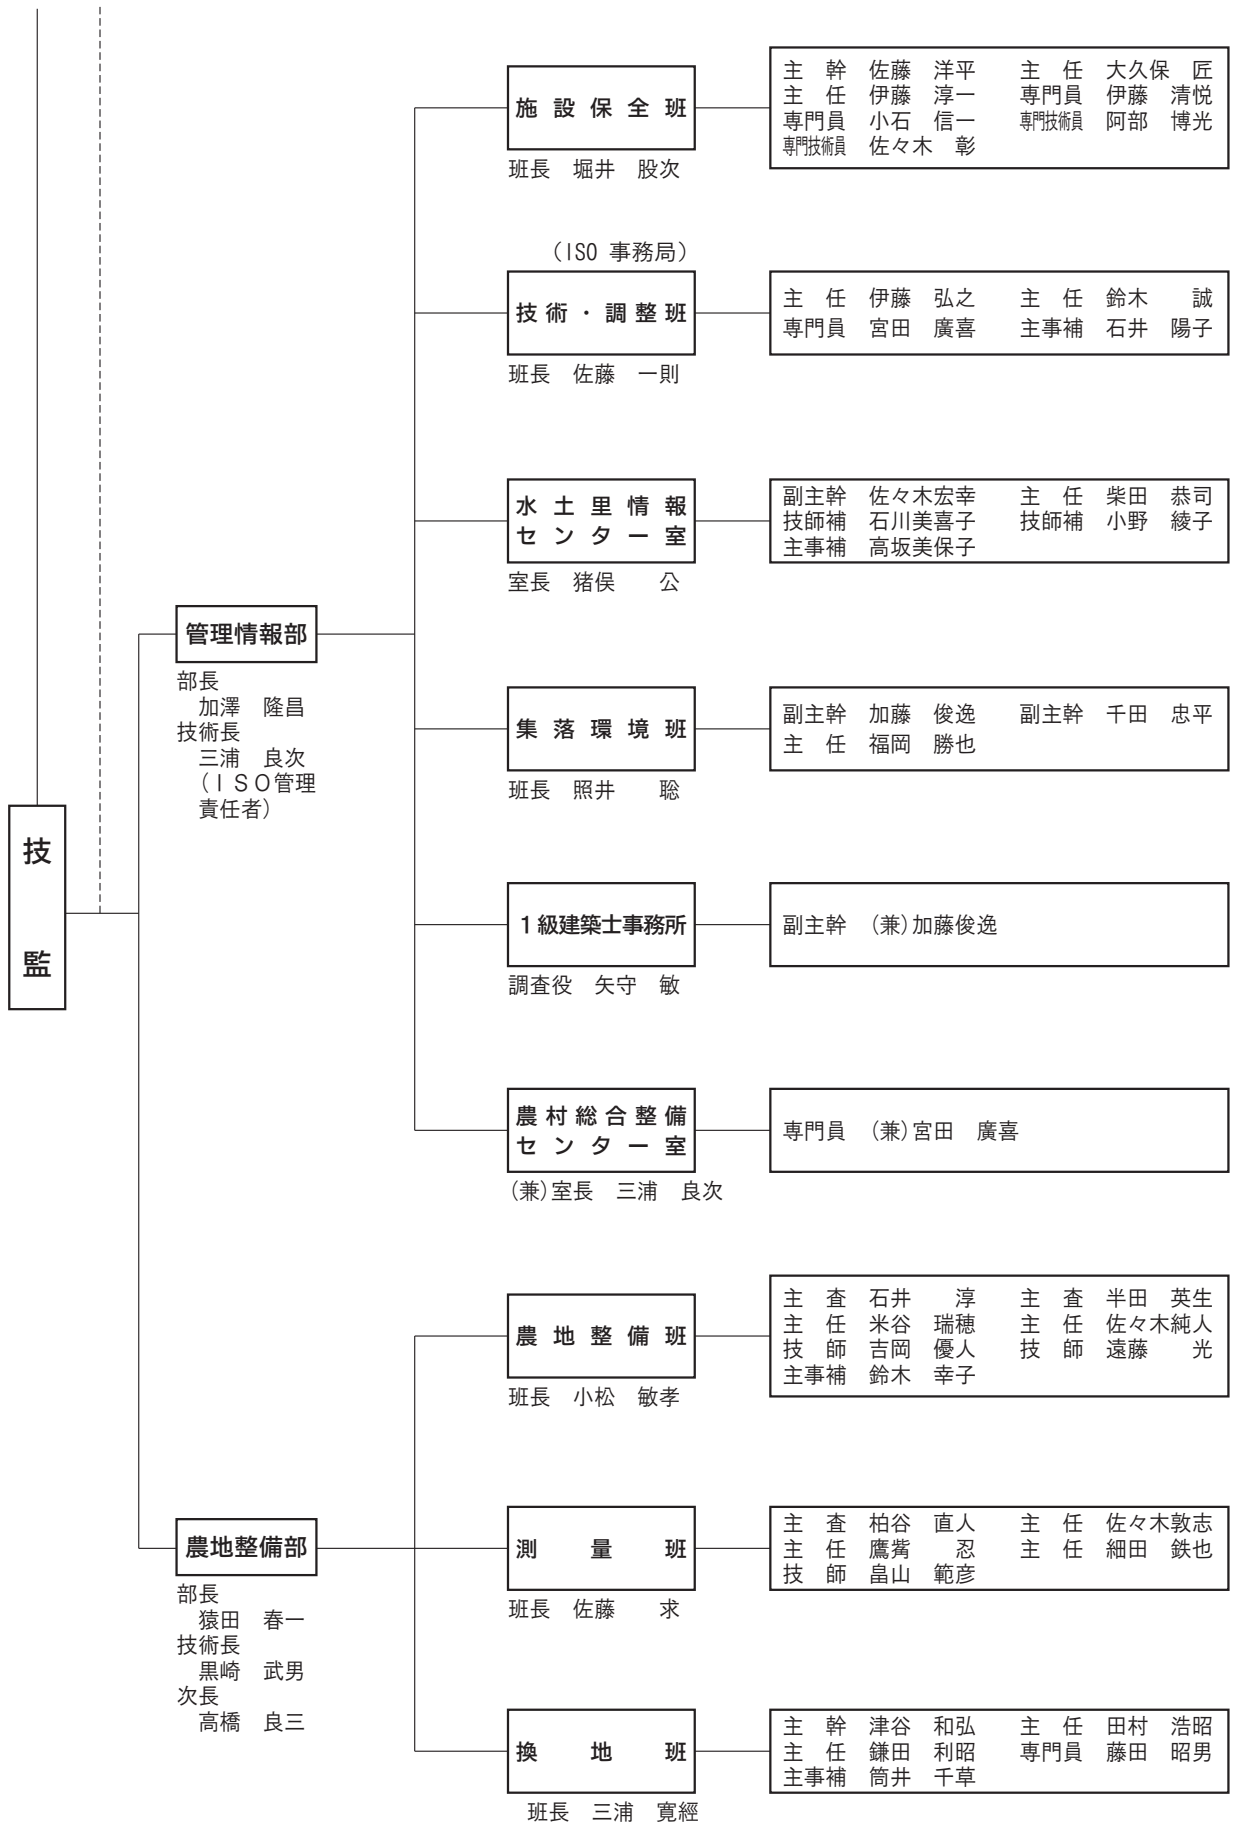 施設保全班
班長　堀井　股次
主　幹　佐藤　洋平　　主　任　大久保　匠
主　任　伊藤　淳一　　専門員　伊藤　清悦
専門員　小石　信一　　専門技術員　阿部　博光
専門技術員　佐々木　彰
（ISO 事務局）
技術・調整班
班長　佐藤　一則
主　任　伊藤　弘之　　主　任　鈴木　　誠
専門員　宮田　廣喜　　主事補　石井　陽子
水土里情報
センター室
室長　猪俣　　公
副主幹　佐々木宏幸　　主　任　柴田　恭司
技師補　石川美喜子　　技師補　小野　綾子
主事補　高坂美保子
管理情報部
部長
加澤　隆昌
技術長
三浦　良次
（ＩＳＯ管理
責任者）
集落環境班
班長　照井　　聡
副主幹　加藤　俊逸　　副主幹　千田　忠平
主　任　福岡　勝也
技監
１級建築士事務所
調査役　矢守　敏
副主幹　（兼）加藤俊逸
農村総合整備
センター室
（兼）室長　三浦　良次
専門員　（兼）宮田　廣喜
農地整備班
班長　小松　敏孝
主　査　石井　　淳　　主　査　半田　英生
主　任　米谷　瑞穂　　主　任　佐々木純人
技　師　吉岡　優人　　技　師　遠藤　　光
主事補　鈴木　幸子
農地整備部
部長
猿田　春一
技術長
黒崎　武男
次長
高橋　良三
測量班
班長　佐藤　　求
主　査　柏谷　直人　　主　任　佐々木敦志
主　任　鷹觜　　忍　　主　任　細田　鉄也
技　師　畠山　範彦
換地班
班長　三浦　寛經
主　幹　津谷　和弘　　主　任　田村　浩昭
主　任　鎌田　利昭　　専門員　藤田　昭男
主事補　筒井　千草